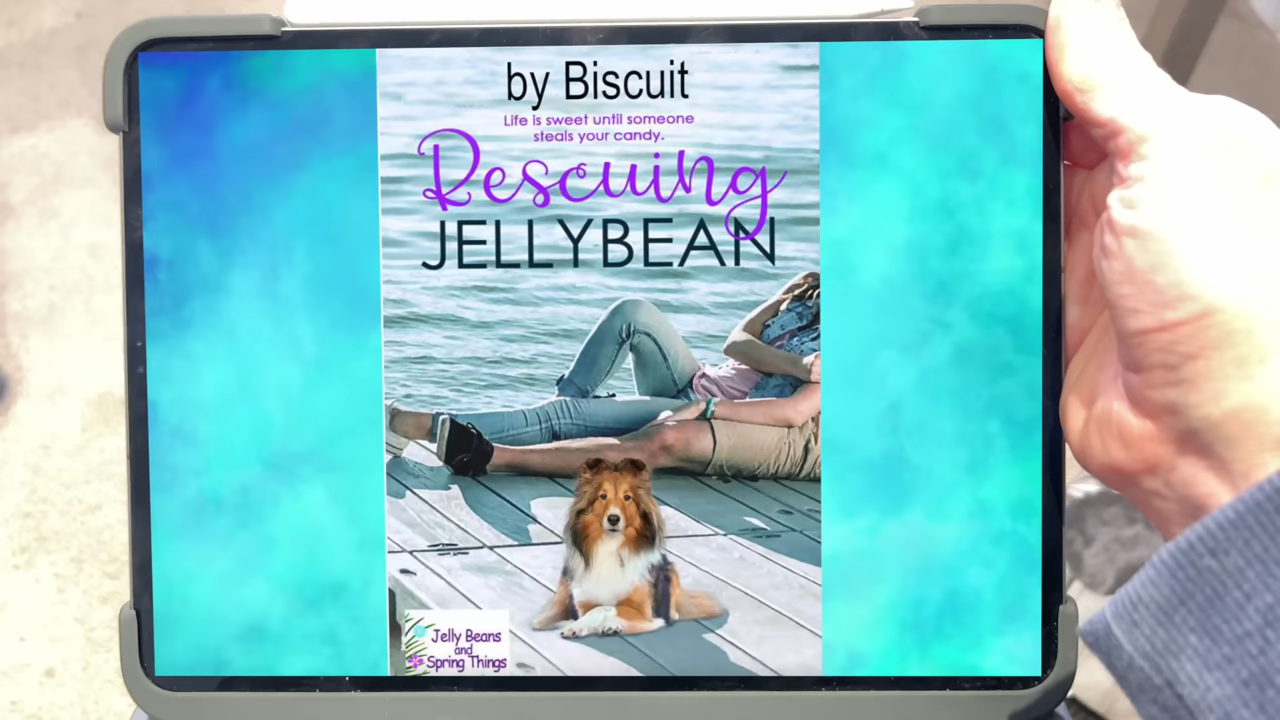 by Biscuit
Life is sweet until someone
steals your candy.
Rescuing
JELLYBEAN
Jelly Beans
and
Spring Things